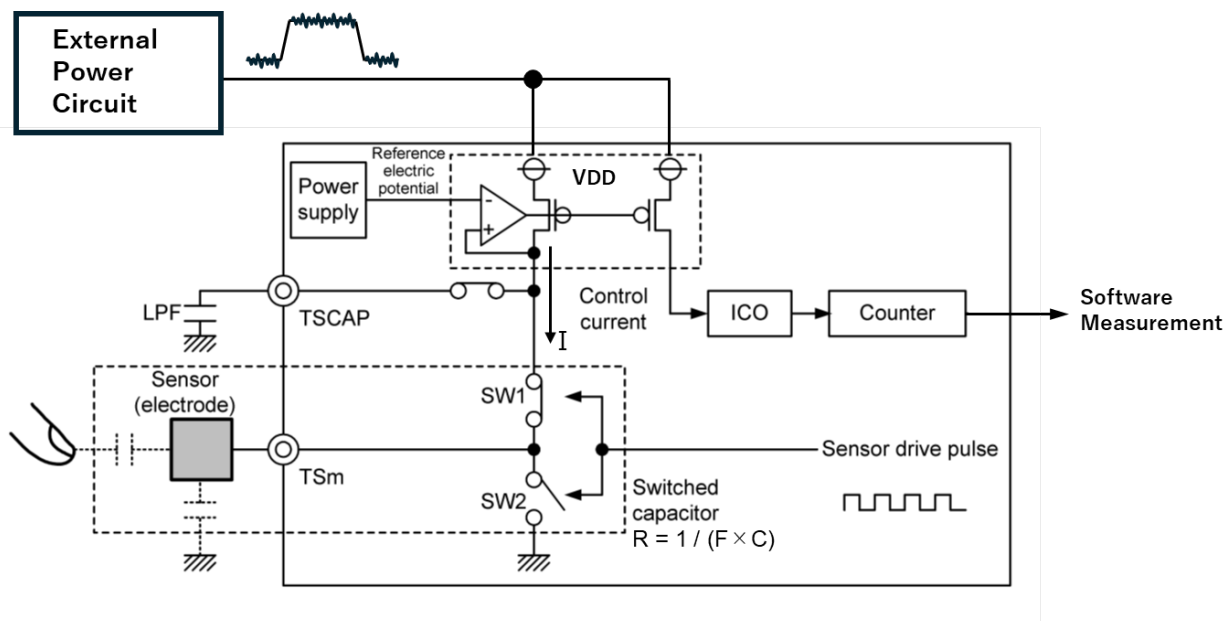 External
Power
Circuit
Reference
electric
potential
Power
supply
VDD
-
+
LPF
TSCAP
Control
current
I
ICO
Counter
Software
Measurement
Sensor
(electrode)
SW1
TSm
Sensor drive pulse
SW2
Switched
capacitor
R = 1 / (F × C)